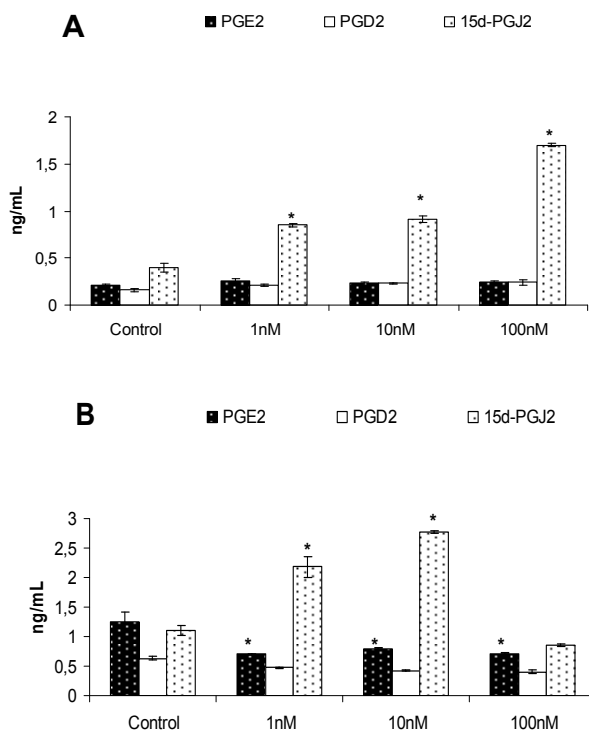 A
PGE2 PGD2 15d-PGJ2
2
1,5
1
0,5
0
ng/mL
* * *
Control 1nM 10nM 100nM
B
PGE2 PGD2 15d-PGJ2
3
2,5
2
1,5
1
0,5
0
ng/mL
* * * * *
Control 1nM 10nM 100nM